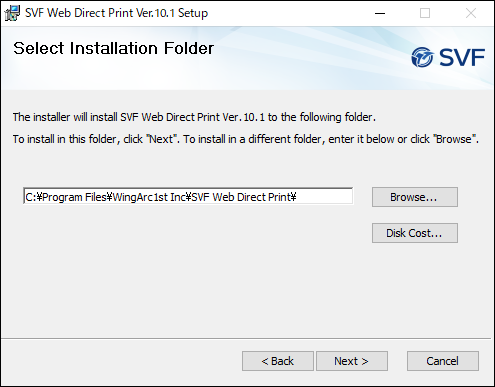 SVF Web Direct Print Ver.10.1 Setup
Select Installation Folder
SVF
The installer will install SVF Web Direct Print Ver.10.1 to the following folder.
To install in this folder, click "Next". To install in a different folder, enter it below or click "Browse".
C:¥Program Files¥WingArc1st Inc¥SVF Web Direct Print¥
Browse...
Disk Cost...
< Back
Next >
Cancel